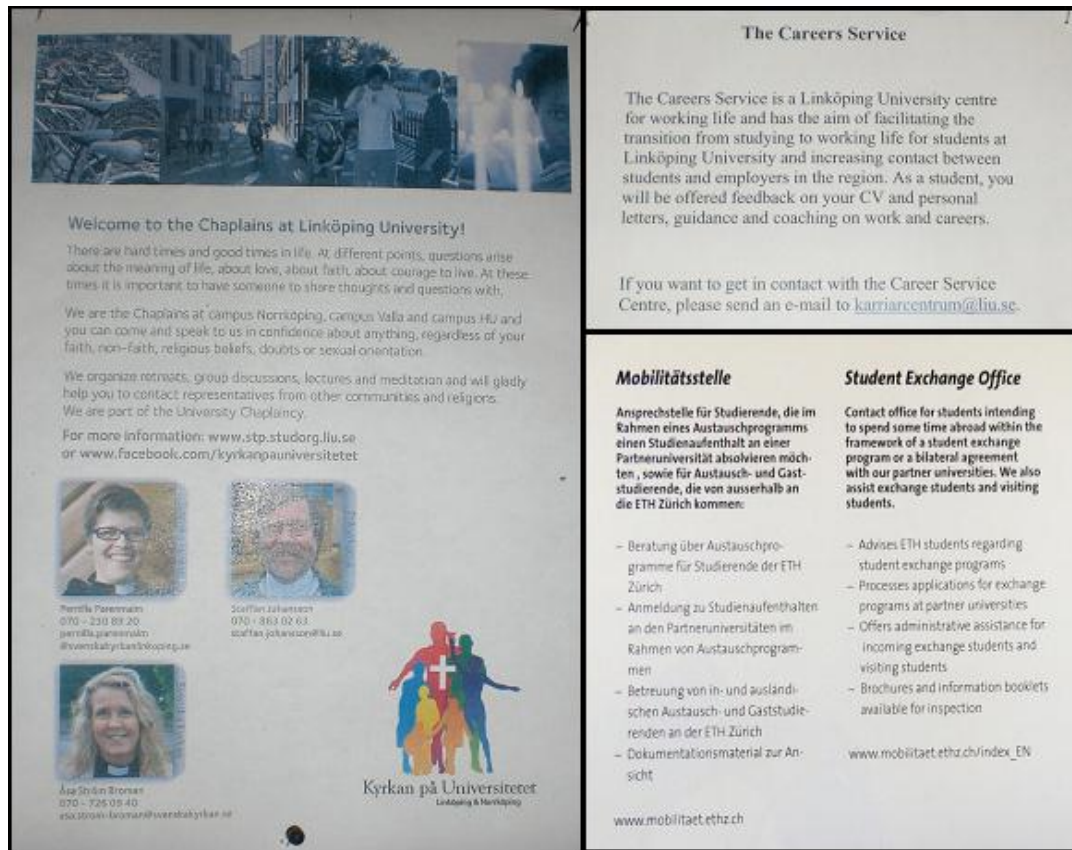 Welcome to the Chaplains at Linköping University!
There are hard times and good times in life. At different points, questions arise
about the meaning of life, about love, about faith, about courage to live. At these
times it is important to have someone to share thoughts and questions with.
We are the Chaplains at campus Norrköping, campus Valla and campus HU and
you can come and speak to us in confidence about anything, regardless of your
faith, non-faith, religious beliefs, doubts or sexual orientation.
We organize retreats, group discussions, lectures and meditation and will gladly
help you to contact representatives from other communities and religions.
We are part of the University Chaplaincy.
For more information: www.stp.studorg.liu.se
or www.facebook.com/kyrkanpauniversitetet
Pernilla
070 - 230 89 20
@svenskakyrkanlinkoping.se
Staffan Johansson
070 - 863 02 63
staffan.johansson@liu.se
Åsa Ström Broman
070 - 726 09 40
asa.strom-broman@svenskakyrkan.se
Kyrkan på Universitetet
Linköping & Norrköping
The Careers Service
The Careers Service is a Linköping University centre
for working life and has the aim of facilitating the
transition from studying to working life for students at
Linköping University and increasing contact between
students and employers in the region. As a student, you
will be offered feedback on your CV and personal
letters, guidance and coaching on work and careers.
If you want to get in contact with the Career Service
Centre, please send an e-mail to karriarcentrum@liu.se.
Mobilitätsstelle
Ansprechstelle für Studierende, die im
Rahmen eines Austauschprogramms
einen Studienaufenthalt an einer
Partneruniversität absolvieren möch-
ten , sowie für Austausch- und Gast-
studierende, die von ausserhalb an
die ETH Zürich kommen:
– Beratung über Austauschpro-
gramme für Studierende der ETH
Zürich
– Anmeldung zu Studienaufenthalten
an den Partneruniversitäten im
Rahmen von Austauschprogram-
men
– Betreuung von in- und ausländi-
schen Austausch- und Gaststudie-
renden an der ETH Zürich
– Dokumentationsmaterial zur An-
sicht
www.mobilitaet.ethz.ch
Student Exchange Office
Contact office for students intending
to spend some time abroad within the
framework of a student exchange
program or a bilateral agreement
with our partner universities. We also
assist exchange students and visiting
students.
– Advises ETH students regarding
student exchange programs
– Processes applications for exchange
programs at partner universities
– Offers administrative assistance for
incoming exchange students and
visiting students
– Brochures and information booklets
available for inspection
www.mobilitaet.ethz.ch/index_EN